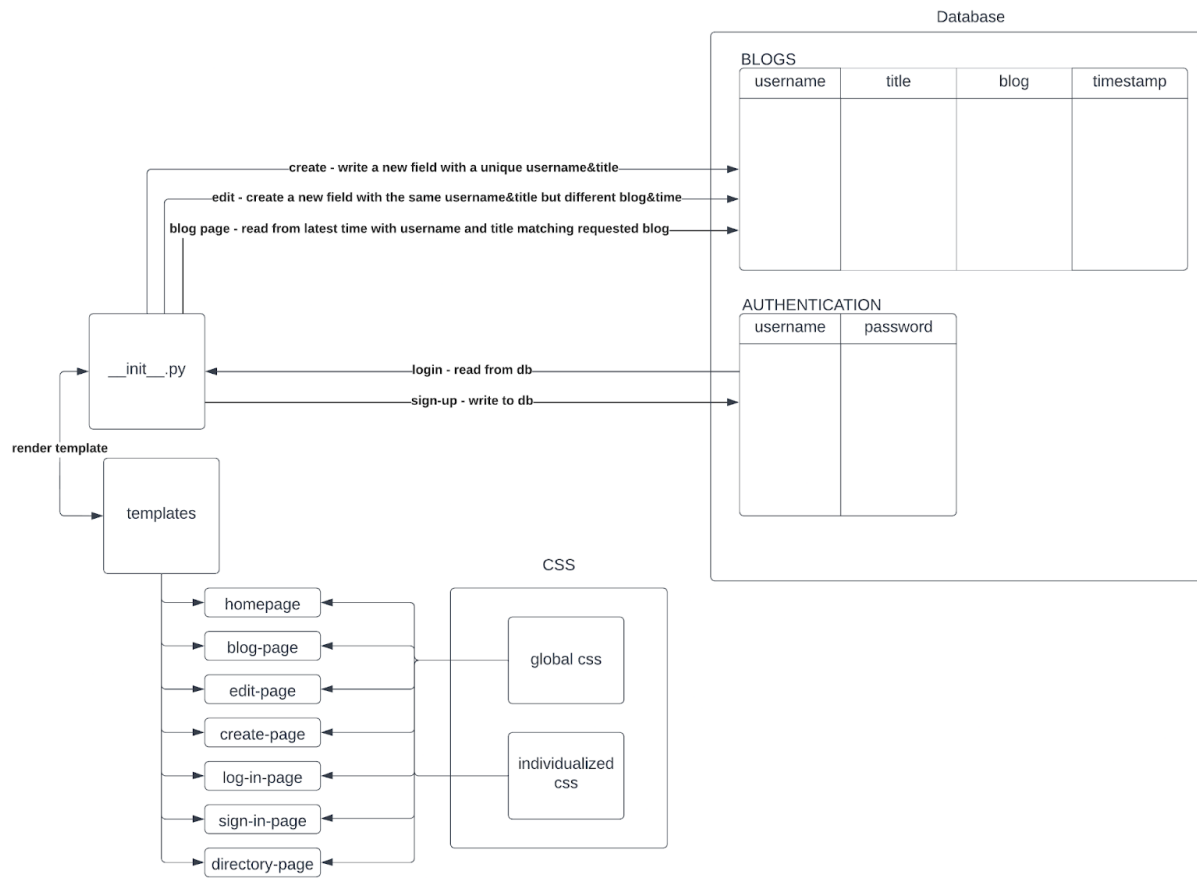 Database
BLOGS
username title blog timestamp
create - write a new field with a unique username&title
edit - create a new field with the same username&title but different blog&time
blog page - read from latest time with username and title matching requested blog
AUTHENTICATION
username password
__init__.py
login - read from db
sign-up - write to db
render template
templates
CSS
homepage
blog-page
global css
edit-page
create-page
individualized
css
log-in-page
sign-in-page
directory-page